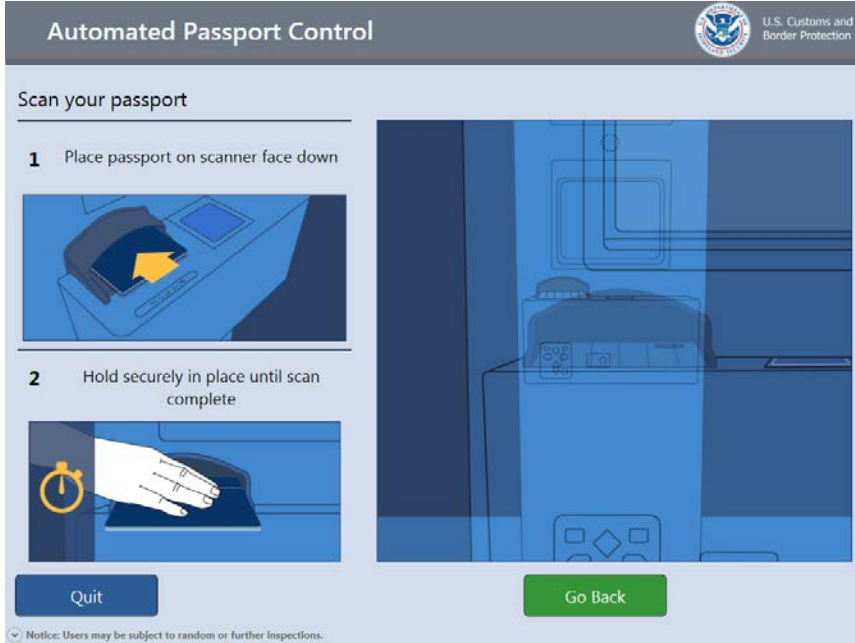 Automated Passport Control
U.S. Customs and
Border Protection
Scan your passport
1 Place passport on scanner face down
2 Hold securely in place until scan
complete
Quit
Go Back
Notice: Users may be subject to random or further inspections.